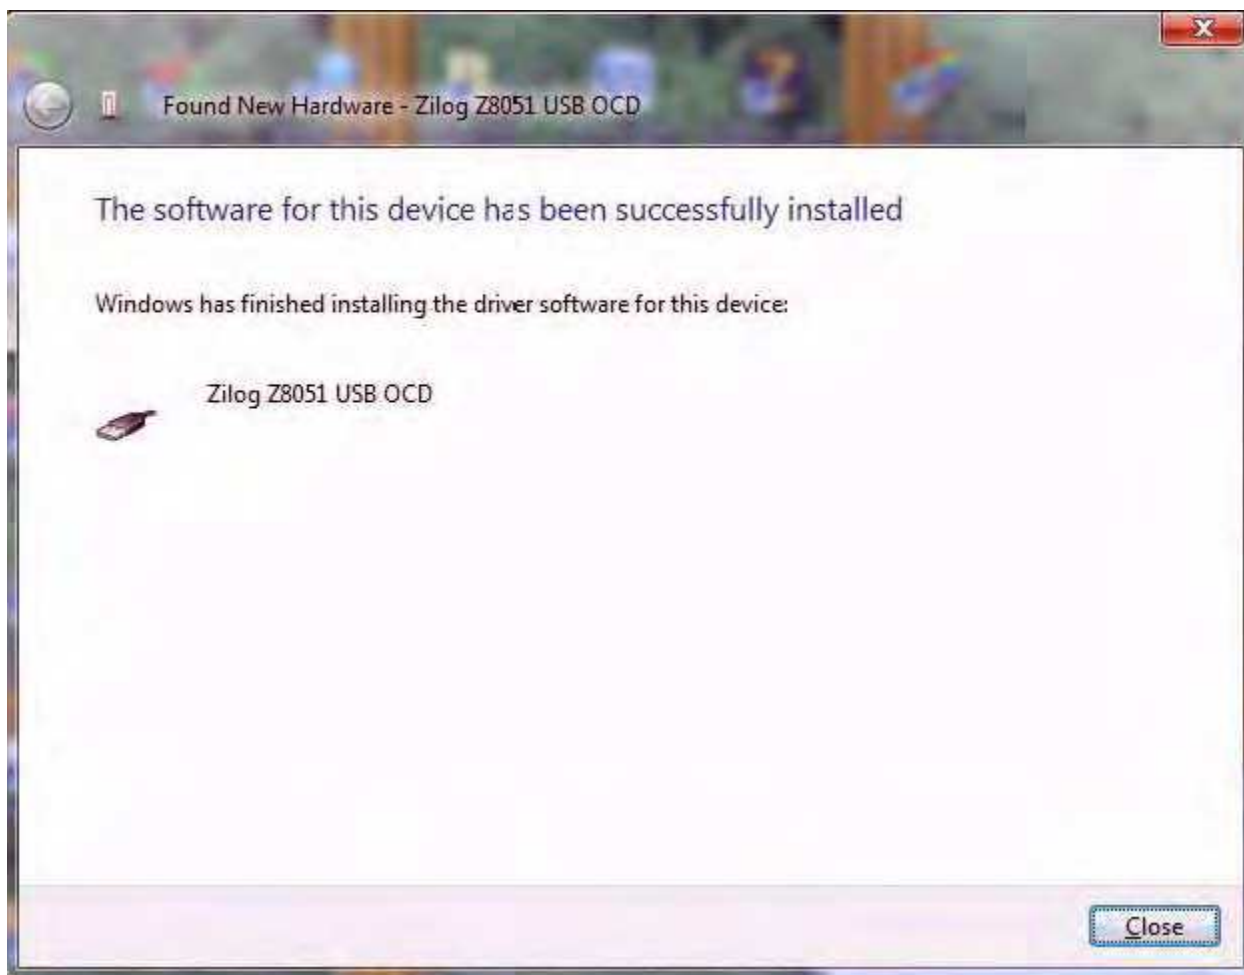 Found New Hardware - Zilog Z8051 USB OCD
The software for this device has been successfully installed
Windows has finished installing the driver software for this device:
Zilog Z8051 USB OCD
Close